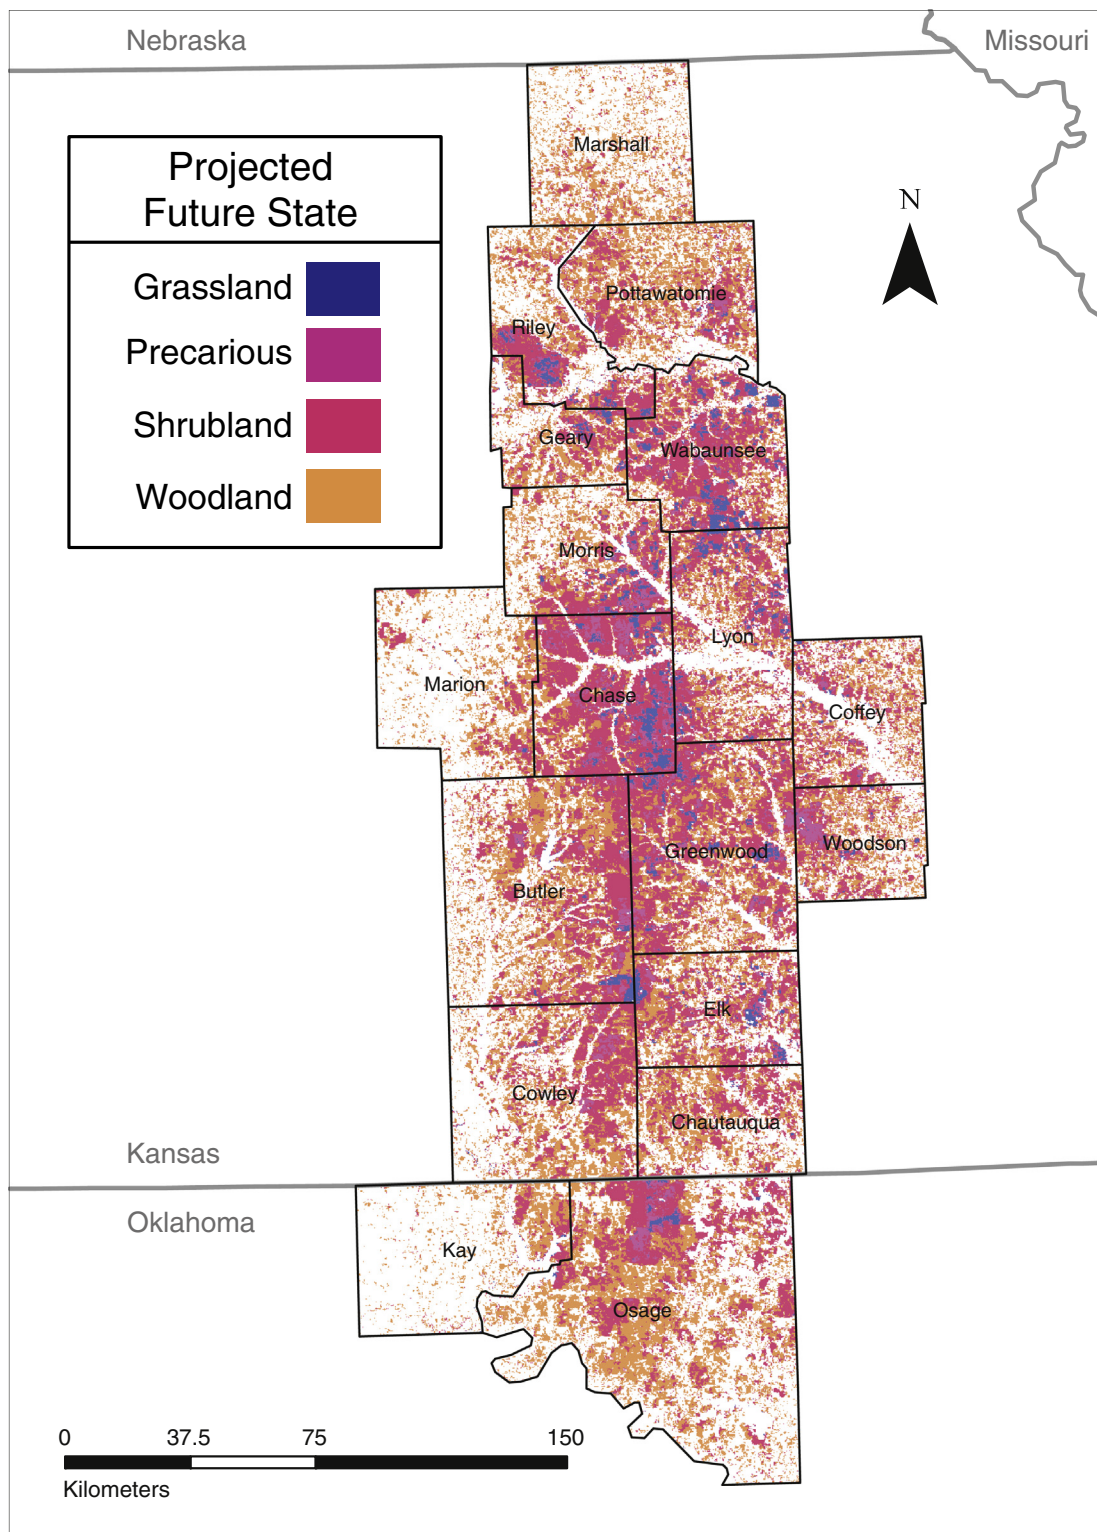 Nebraska
Missouri
Marshall
Projected
Future State
N
Grassland
Pottawatomie
Riley
Precarious
Shrubland
Geary
Wabaunsee
Woodland
Morris
Lyon
Marion
Chase
Coffey
Greenwood
Woodson
Butler
Elk
Cowley
Chautauqua
Kansas
Oklahoma
Kay
Osage
0 37.5 75 150
Kilometers